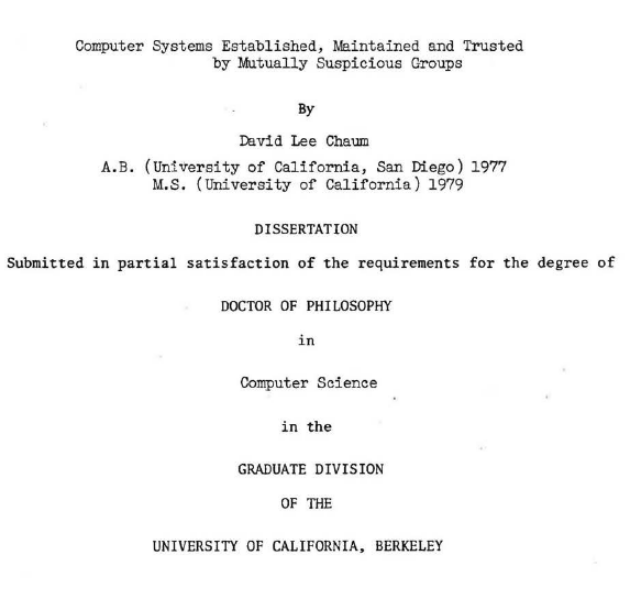 Computer Systems Established, Maintained and Trusted
by Mutually Suspicious Groups
By
David Lee Chaum
A.B. (University of California, San Diego) 1977
M.S. (University of California) 1979
DISSERTATION
Submitted in partial satisfaction of the requirements for the degree of
DOCTOR OF PHILOSOPHY
in
Computer Science
in the
GRADUATE DIVISION
OF THE
UNIVERSITY OF CALIFORNIA, BERKELEY